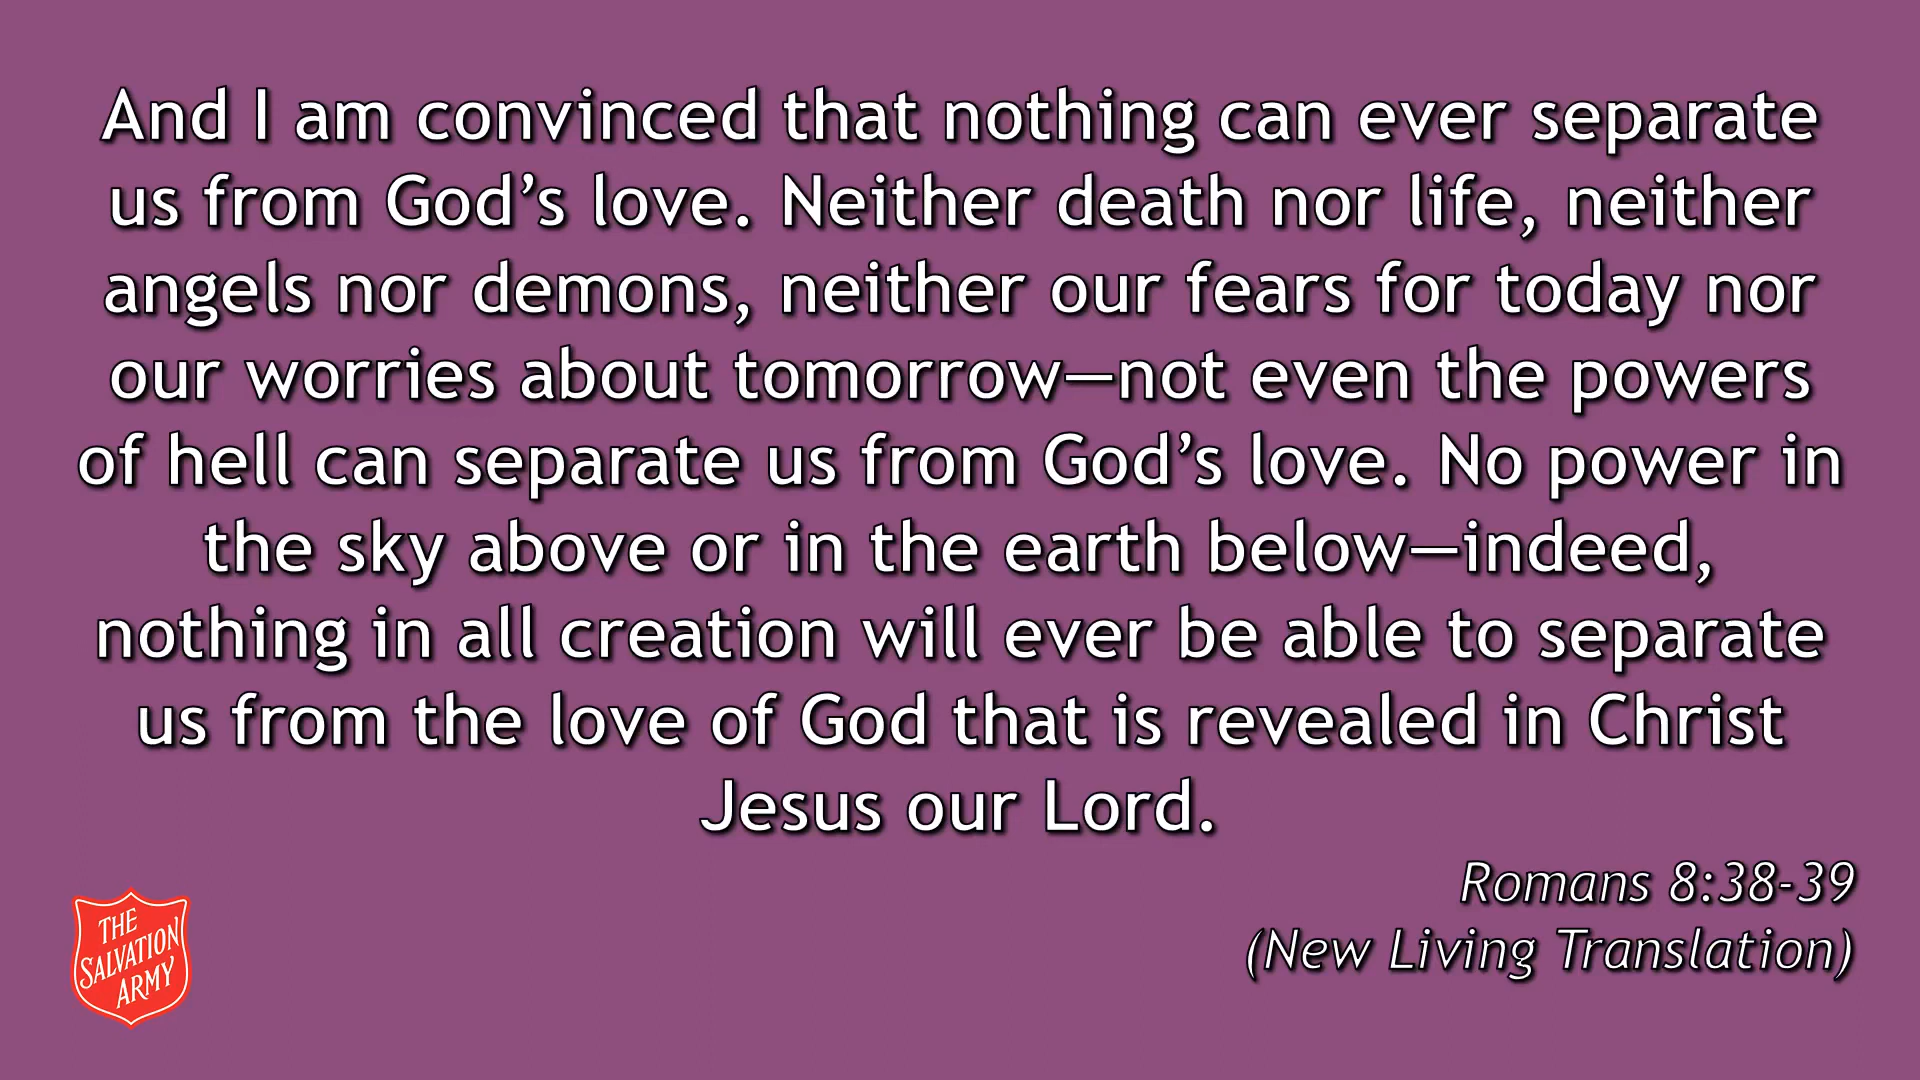 And I am convinced that nothing can ever separate
us from God’s love. Neither death nor life, neither
angels nor demons, neither our fears for today nor
our worries about tomorrow—not even the powers
of hell can separate us from God’s love. No power in
the sky above or in the earth below—indeed,
nothing in all creation will ever be able to separate
us from the love of God that is revealed in Christ
Jesus our Lord.
Romans 8:38-39
(New Living Translation)
THE
SALVATION
ARMY